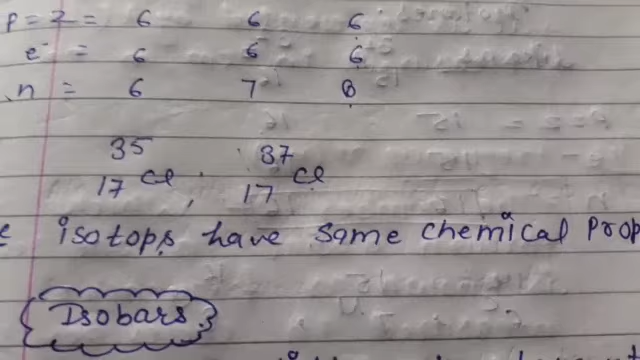 p = Z = 6 6 6
e⁻ = 6 6 6
n = 6 7 8
35 37
17 Cl , 17 Cl
isotops have same chemical prop
Isobars